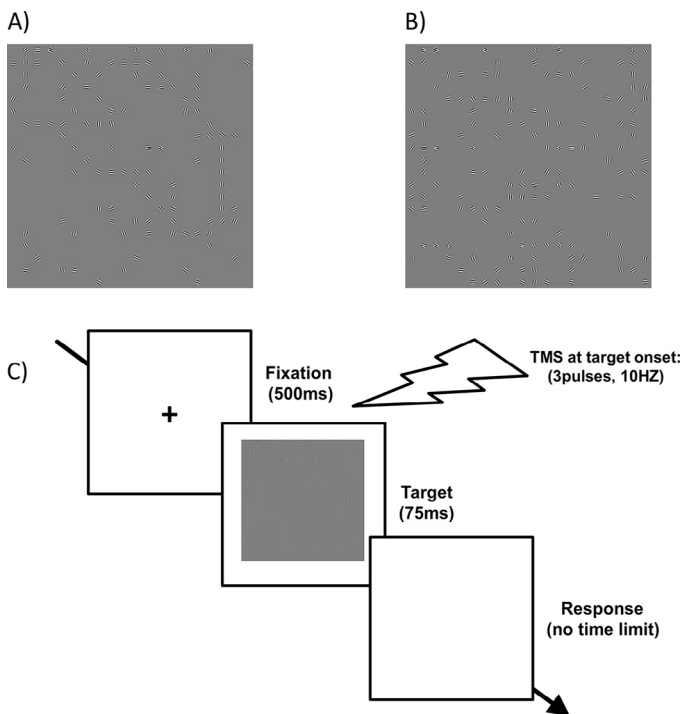 A)
B)
C)
Fixation
(500ms)
TMS at target onset:
(3pulses, 10HZ)
+
Target
(75ms)
Response
(no time limit)